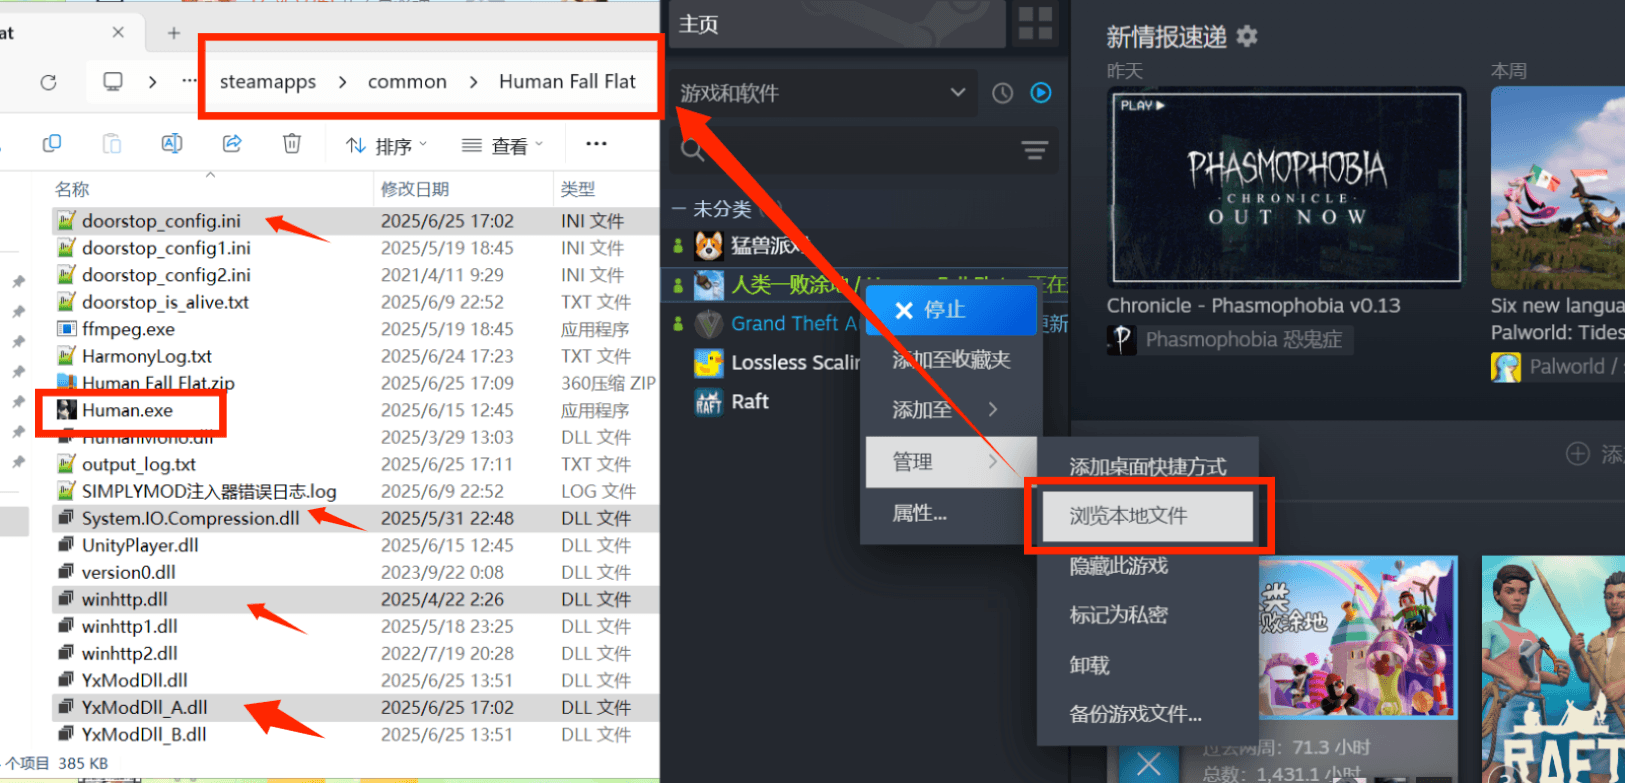 at
steamapps > common > Human Fall Flat
排序
查看
名称
修改日期
类型
doorstop_config.ini 2025/6/25 17:02 INI 文件
doorstop_config1.ini 2025/5/19 18:45 INI 文件
doorstop_config2.ini 2021/4/11 9:29 INI 文件
doorstop_is_alive.txt 2025/6/9 22:52 TXT 文件
ffmpeg.exe 2025/5/19 18:45 应用程序
HarmonyLog.txt 2025/6/24 17:23 TXT 文件
Human Fall Flat.zip 2025/6/25 17:09 360压缩 ZIP
Human.exe 2025/6/15 12:45 应用程序
HumanMono.dll 2025/3/29 13:03 DLL 文件
output_log.txt 2025/6/25 17:11 TXT 文件
SIMPLYMOD注入器错误日志.log 2025/6/9 22:52 LOG 文件
System.IO.Compression.dll 2025/5/31 22:48 DLL 文件
UnityPlayer.dll 2025/6/15 12:45 DLL 文件
version0.dll 2023/9/22 0:08 DLL 文件
winhttp.dll 2025/4/22 2:26 DLL 文件
winhttp1.dll 2025/5/18 23:25 DLL 文件
winhttp2.dll 2022/7/19 20:28 DLL 文件
YxModDll.dll 2025/6/25 13:51 DLL 文件
YxModDll_A.dll 2025/6/25 17:02 DLL 文件
YxModDll_B.dll 2025/6/25 13:51 DLL 文件
个项目 385 KB
主页
游戏和软件
未分类
猛兽派对
人类一败涂地 /
正在
Grand Theft A
更新
Lossless Scalin
Raft
停止
添加至收藏夹
添加至
管理
属性...
添加桌面快捷方式
浏览本地文件
隐藏此游戏
标记为私密
卸载
备份游戏文件...
新情报速递
昨天
本周
PLAY
PHASMOPHOBIA
CHRONICLE
OUT NOW
Chronicle - Phasmophobia v0.13
Phasmophobia 恐鬼症
Six new langua
Palworld: Tides
Palworld /
添
败涂地
RAFT
过去两周：71.3 小时
总数：1,431.1 小时
RAFT